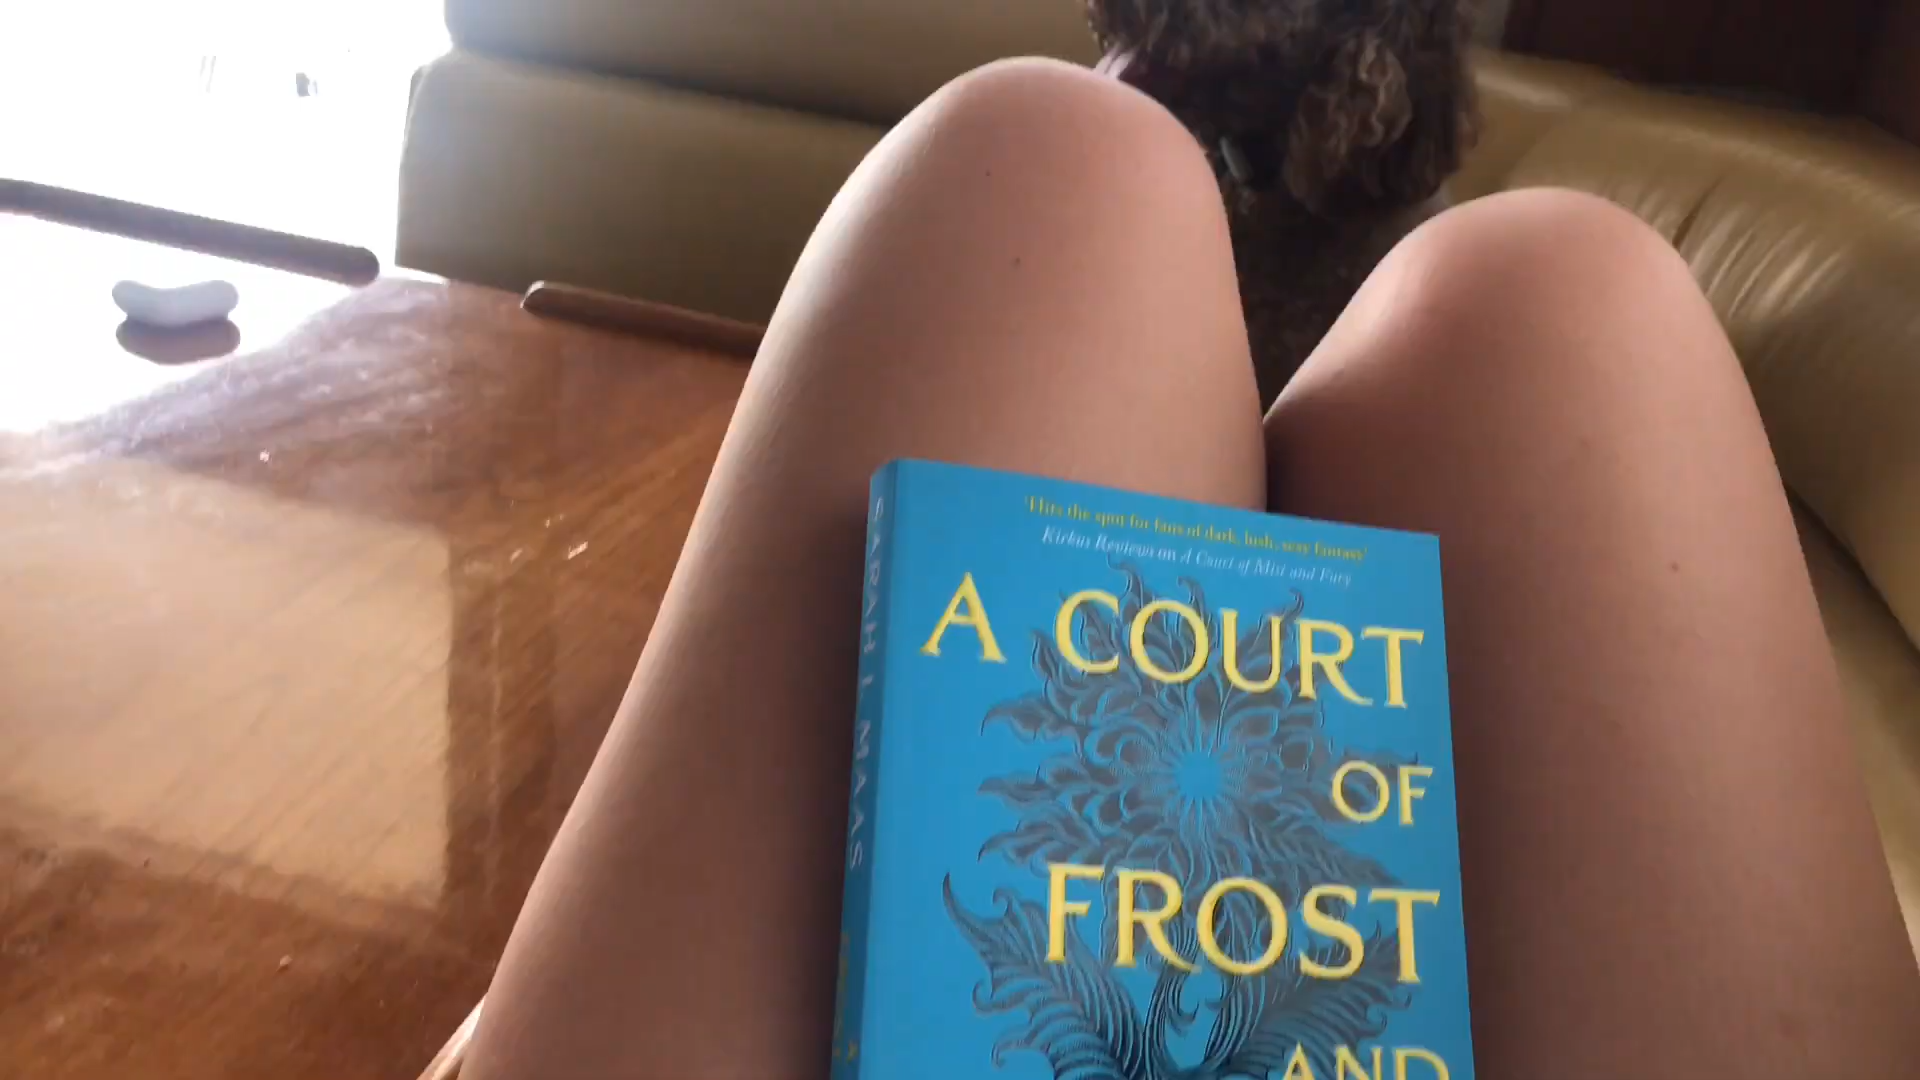 'Hits the spot for fans of dark, lush, sexy fantasy'
Kirkus Reviews on A Court of Mist and Fury
A COURT
OF
FROST
AND
SARAH J. MAAS